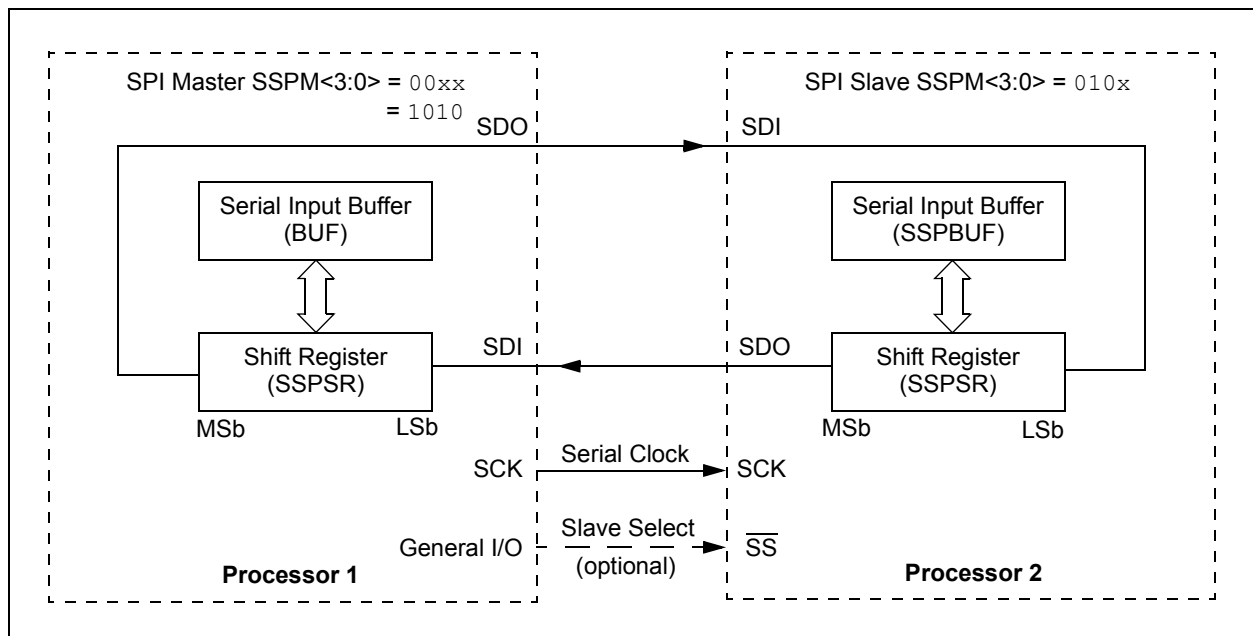 SPI Master SSPM<3:0> = 00xx
= 1010
SDO
Serial Input Buffer
(BUF)
Shift Register
(SSPSR)
MSb
LSb
SDI
SCK
General I/O
Processor 1
Serial Clock
Slave Select
(optional)
SPI Slave SSPM<3:0> = 010x
SDI
Serial Input Buffer
(SSPBUF)
SDO
Shift Register
(SSPSR)
MSb
LSb
SCK
S̅S̅
Processor 2